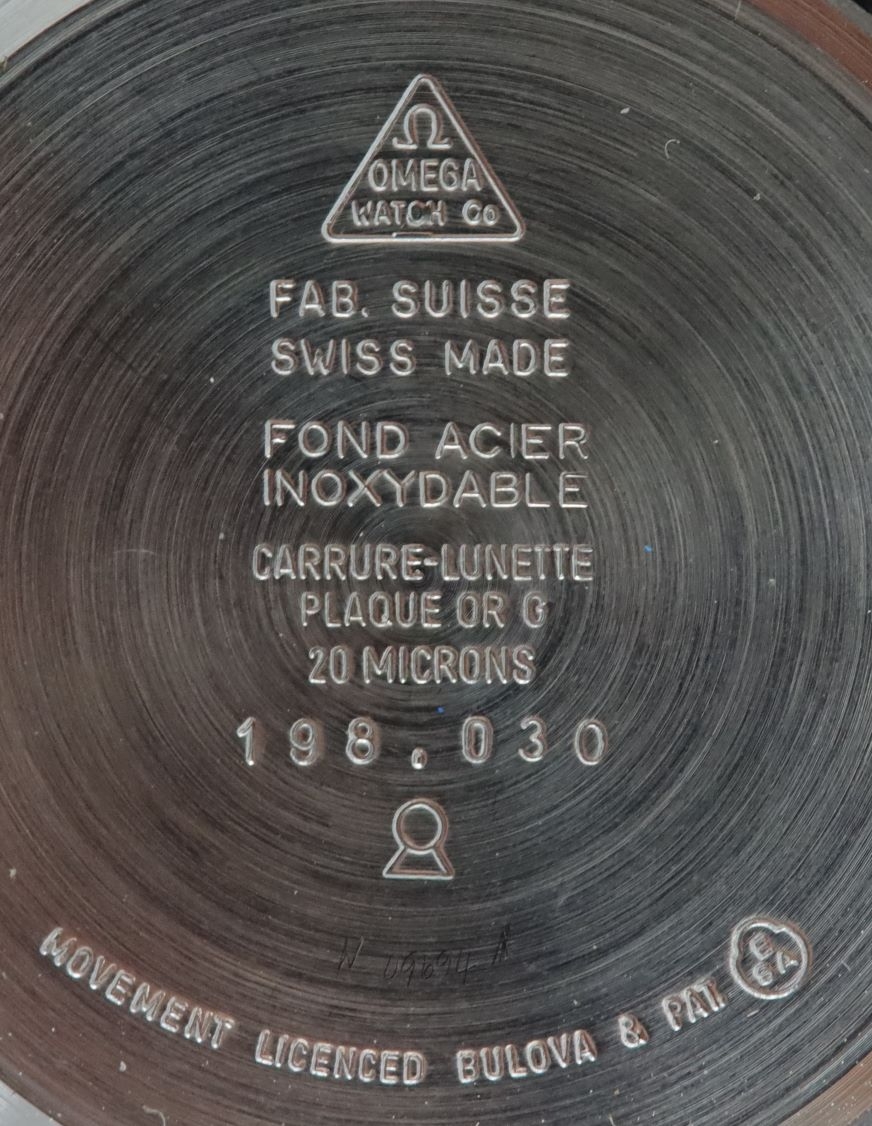 Ω
OMEGA
WATCH Co
FAB. SUISSE
SWISS MADE
FOND ACIER
INOXYDABLE
CARRURE-LUNETTE
PLAQUE OR G
20 MICRONS
198.030
MOVEMENT LICENCED BULOVA & PAT.
E
SA